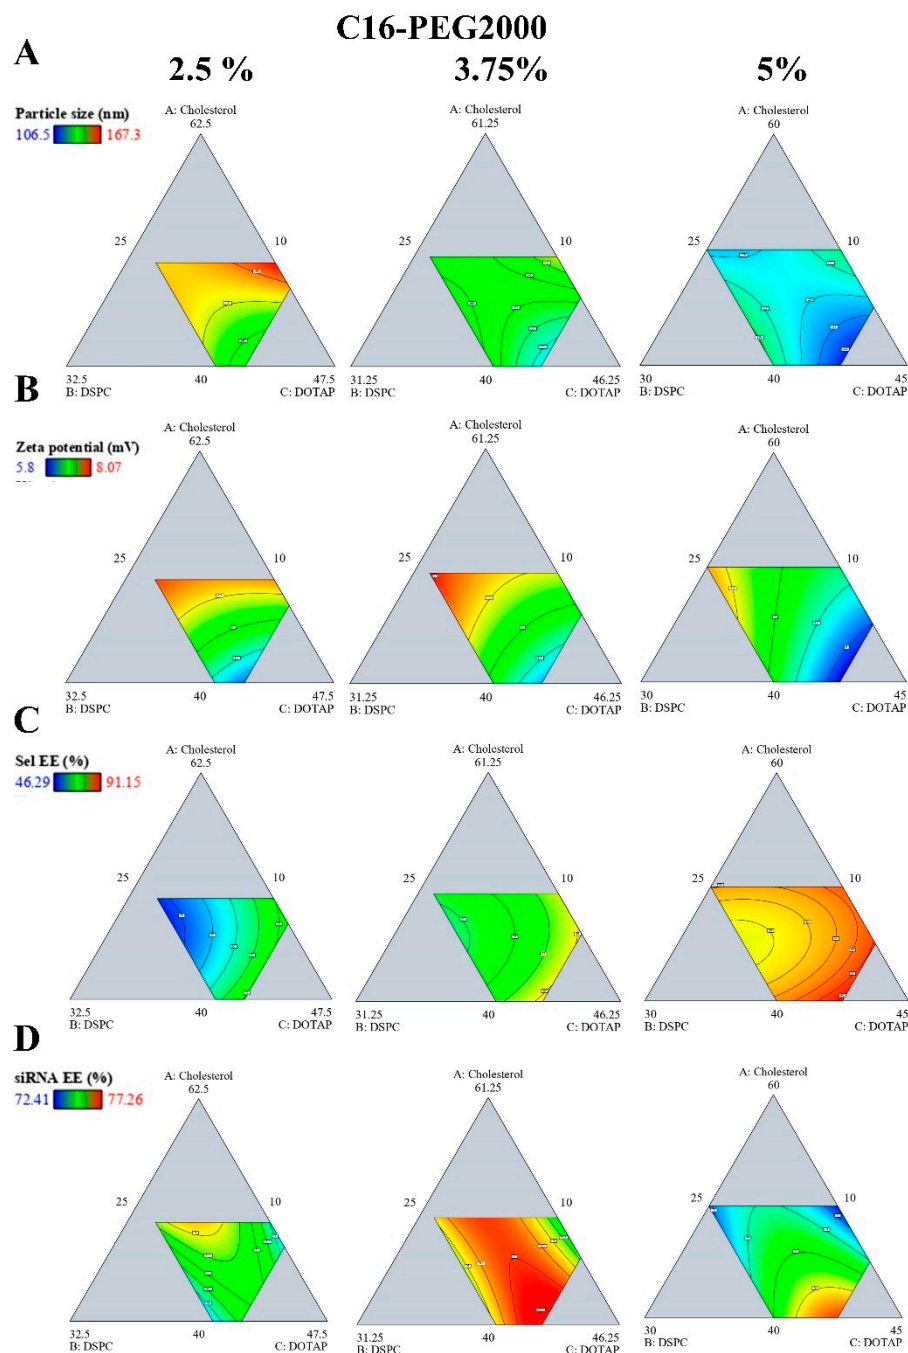 C16-PEG2000
A
2.5 % 3.75% 5%
Particle size (nm)
106.5 167.3
A: Cholesterol A: Cholesterol A: Cholesterol
62.5 61.25 60
25 10 25 10 25 10
32.5 40 47.5 31.25 40 46.25 30 40 45
B: DSPC C: DOTAP B: DSPC C: DOTAP B: DSPC C: DOTAP
B
Zeta potential (mV)
5.8 8.07
A: Cholesterol A: Cholesterol A: Cholesterol
62.5 61.25 60
25 10 25 10 25 10
32.5 40 47.5 31.25 40 46.25 30 40 45
B: DSPC C: DOTAP B: DSPC C: DOTAP B: DSPC C: DOTAP
C
Sel EE (%)
46.29 91.15
A: Cholesterol A: Cholesterol A: Cholesterol
62.5 61.25 60
25 10 25 10 25 10
32.5 40 47.5 31.25 40 46.25 30 40 45
B: DSPC C: DOTAP B: DSPC C: DOTAP B: DSPC C: DOTAP
D
siRNA EE (%)
72.41 77.26
A: Cholesterol A: Cholesterol A: Cholesterol
62.5 61.25 60
25 10 25 10 25 10
32.5 40 47.5 31.25 40 46.25 30 40 45
B: DSPC C: DOTAP B: DSPC C: DOTAP B: DSPC C: DOTAP